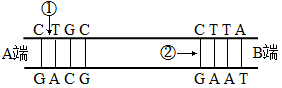 ①
C T G C C T T A
A端 ② B端
G A C G G A A T